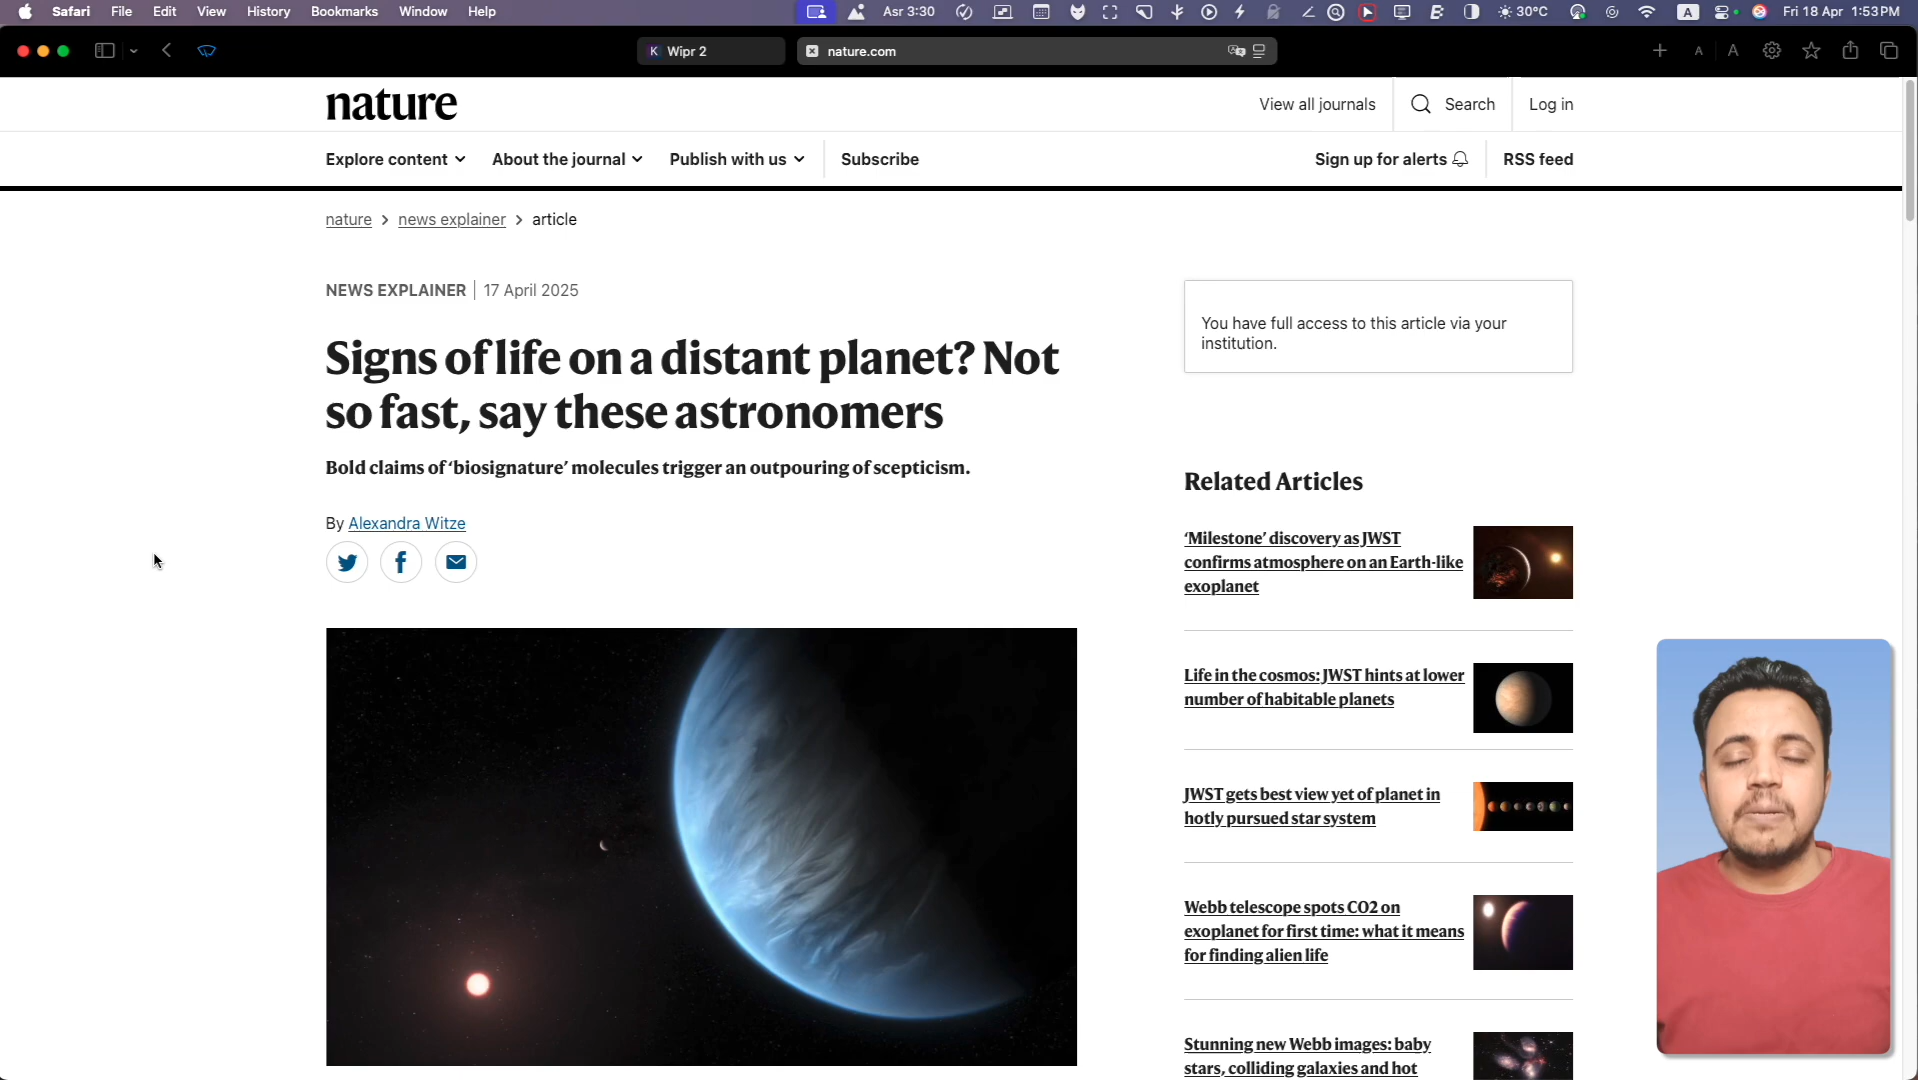 Safari File Edit View History Bookmarks Window Help Asr 3:30 30°C A Fri 18 Apr 1:53 PM
K Wipr 2 nature.com A A
nature View all journals Search Log in
Explore content About the journal Publish with us Subscribe Sign up for alerts RSS feed
nature > news explainer > article
NEWS EXPLAINER 17 April 2025
Signs of life on a distant planet? Not
so fast, say these astronomers
Bold claims of ‘biosignature’ molecules trigger an outpouring of scepticism.
By Alexandra Witze
You have full access to this article via your
institution.
Related Articles
‘Milestone’ discovery as JWST
confirms atmosphere on an Earth-like
exoplanet
Life in the cosmos: JWST hints at lower
number of habitable planets
JWST gets best view yet of planet in
hotly pursued star system
Webb telescope spots CO2 on
exoplanet for first time: what it means
for finding alien life
Stunning new Webb images: baby
stars, colliding galaxies and hot